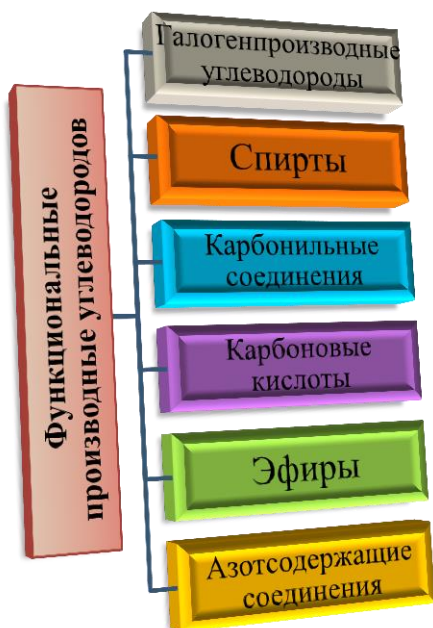 Функциональные
производные углеводородов
Галогенпроизводные
углеводороды
Спирты
Карбонильные
соединения
Карбоновые
кислоты
Эфиры
Азотсодержащие
соединения